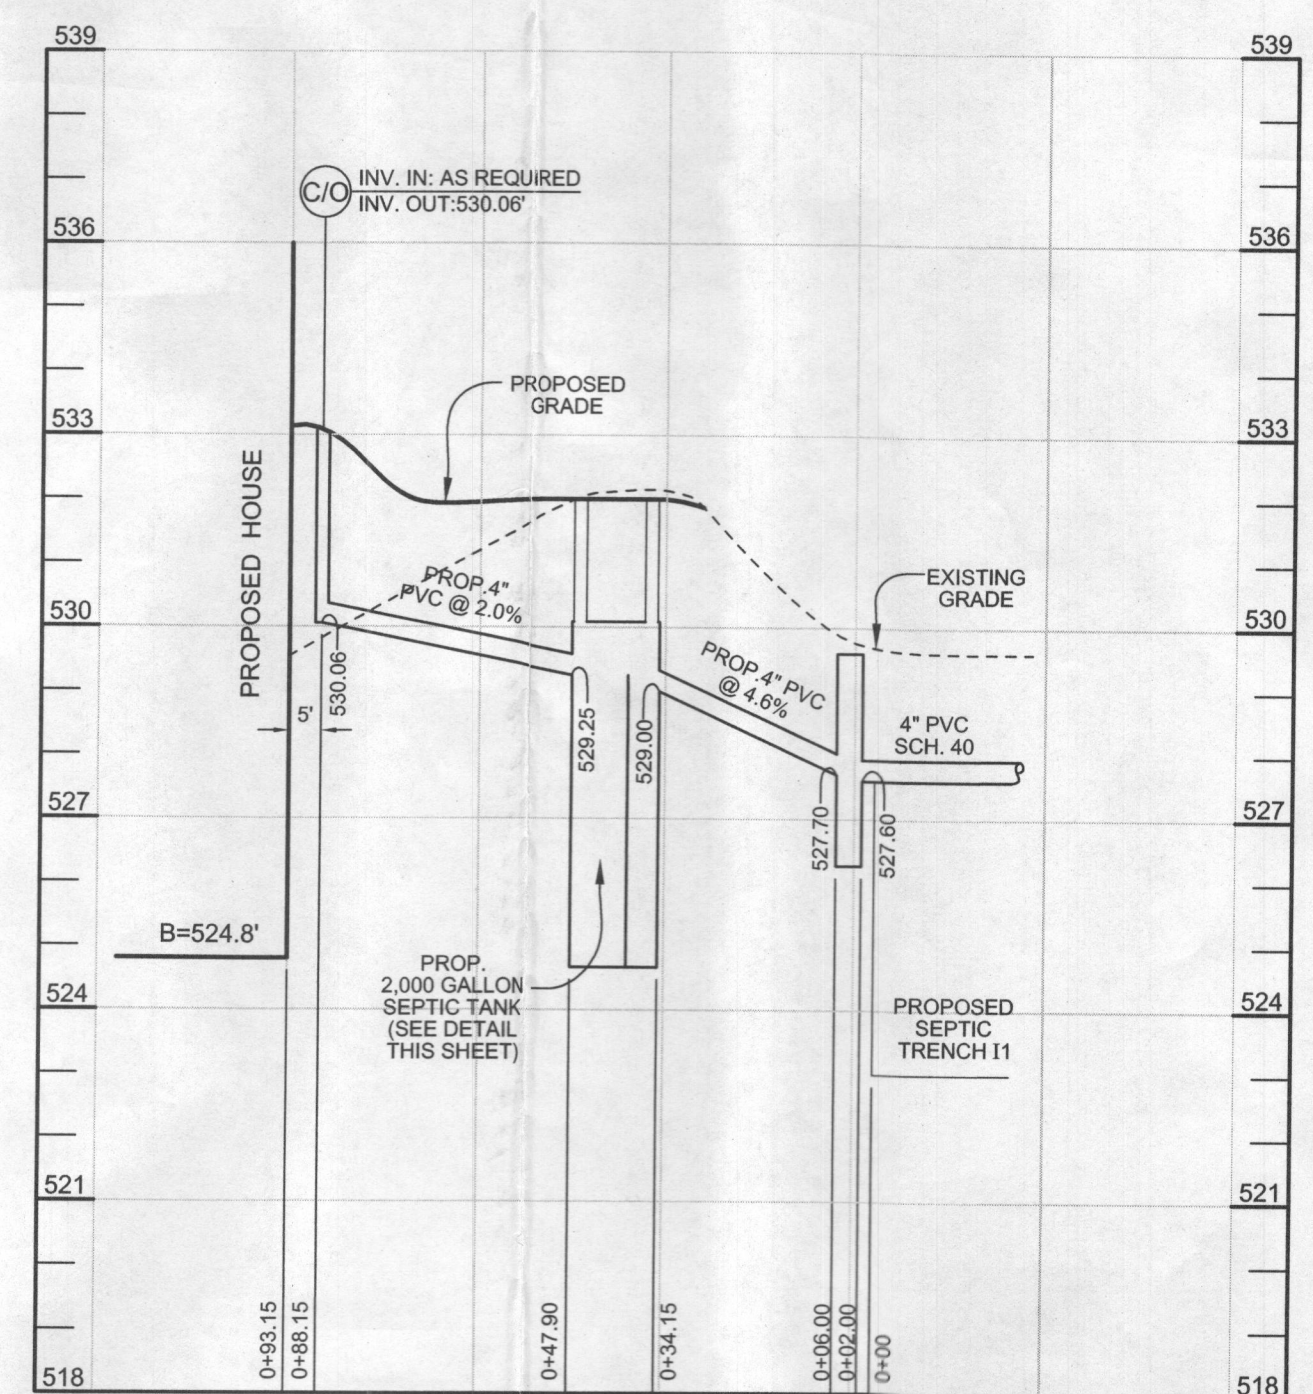 539
539
C/O
INV. IN: AS REQUIRED
INV. OUT:530.06'
536
536
PROPOSED
GRADE
533
533
PROPOSED HOUSE
PROP.4"
PVC @ 2.0%
EXISTING
GRADE
530
530
PROP.4" PVC
@ 4.6%
5'
530.06
529.25
529.00
4" PVC
SCH. 40
527
527
527.70
527.60
B=524.8'
PROP.
2,000 GALLON
SEPTIC TANK
(SEE DETAIL
THIS SHEET)
524
524
PROPOSED
SEPTIC
TRENCH I1
521
521
0+93.15
0+88.15
0+47.90
0+34.15
0+06.00
0+02.00
0+00
518
518